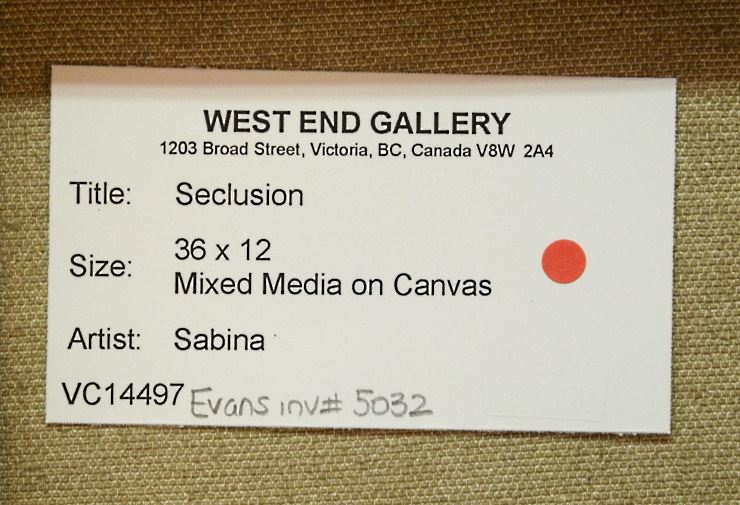 WEST END GALLERY
1203 Broad Street, Victoria, BC, Canada V8W 2A4
Title: Seclusion
Size: 36 x 12
Mixed Media on Canvas
Artist: Sabina
VC14497 Evans inv# 5032